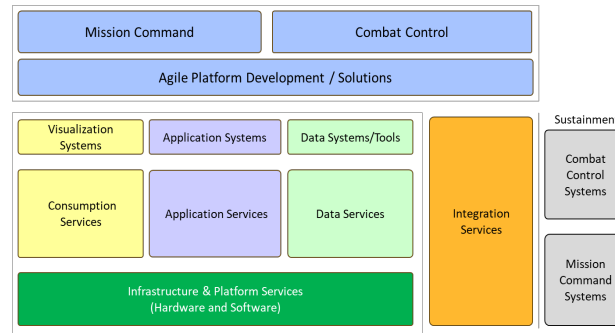 Mission Command
Combat Control
Agile Platform Development / Solutions
Visualization
Systems
Application Systems
Data Systems/Tools
Consumption
Services
Application Services
Data Services
Infrastructure & Platform Services
(Hardware and Software)
Integration
Services
Sustainmen
Combat
Control
Systems
Mission
Command
Systems